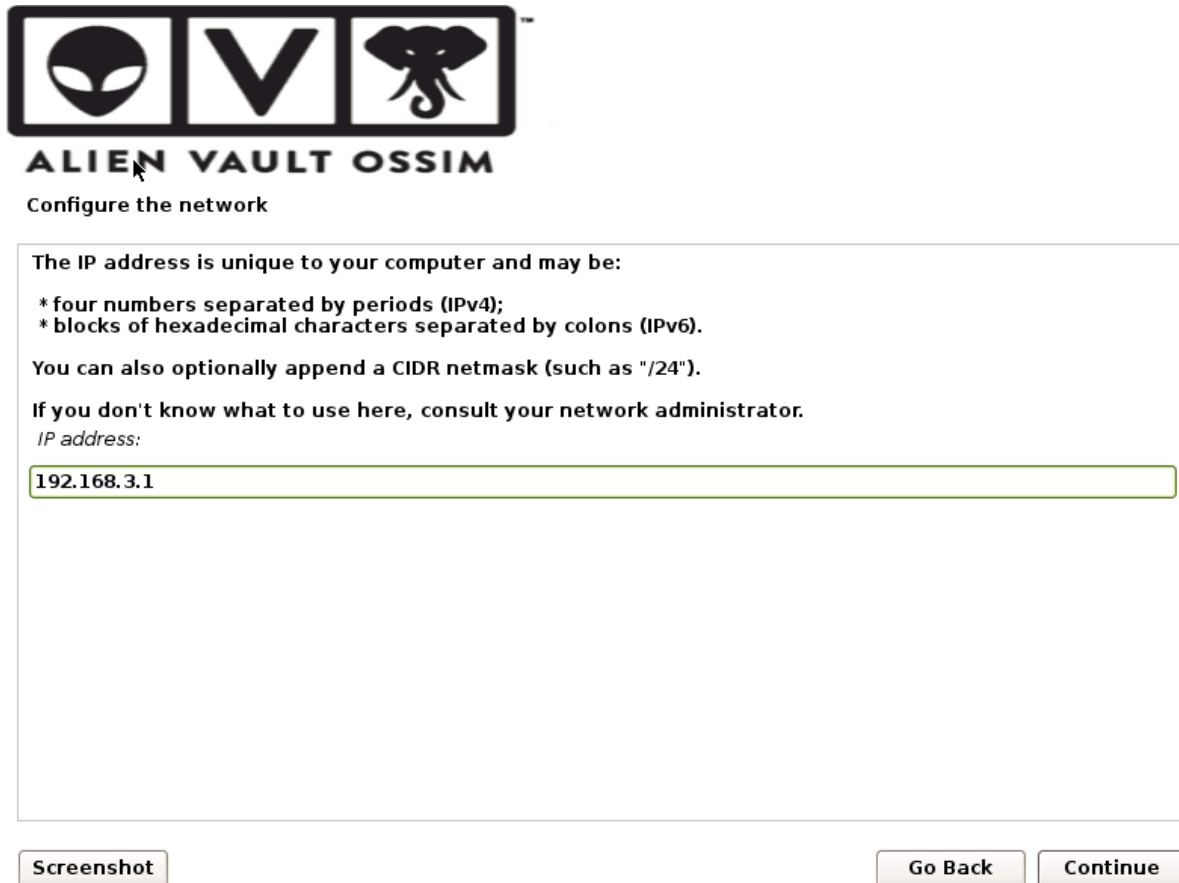 ™
ALIEN VAULT OSSIM
Configure the network
The IP address is unique to your computer and may be:
* four numbers separated by periods (IPv4);
* blocks of hexadecimal characters separated by colons (IPv6).
You can also optionally append a CIDR netmask (such as "/24").
If you don't know what to use here, consult your network administrator.
IP address:
192.168.3.1
Screenshot Go Back Continue